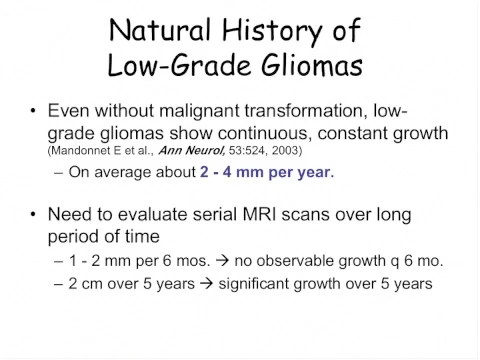 Natural History of
Low-Grade Gliomas
• Even without malignant transformation, low-
grade gliomas show continuous, constant growth
(Mandonnet E et al., Ann Neurol, 53:524, 2003)
– On average about 2 - 4 mm per year.
• Need to evaluate serial MRI scans over long
period of time
– 1 - 2 mm per 6 mos. → no observable growth q 6 mo.
– 2 cm over 5 years → significant growth over 5 years